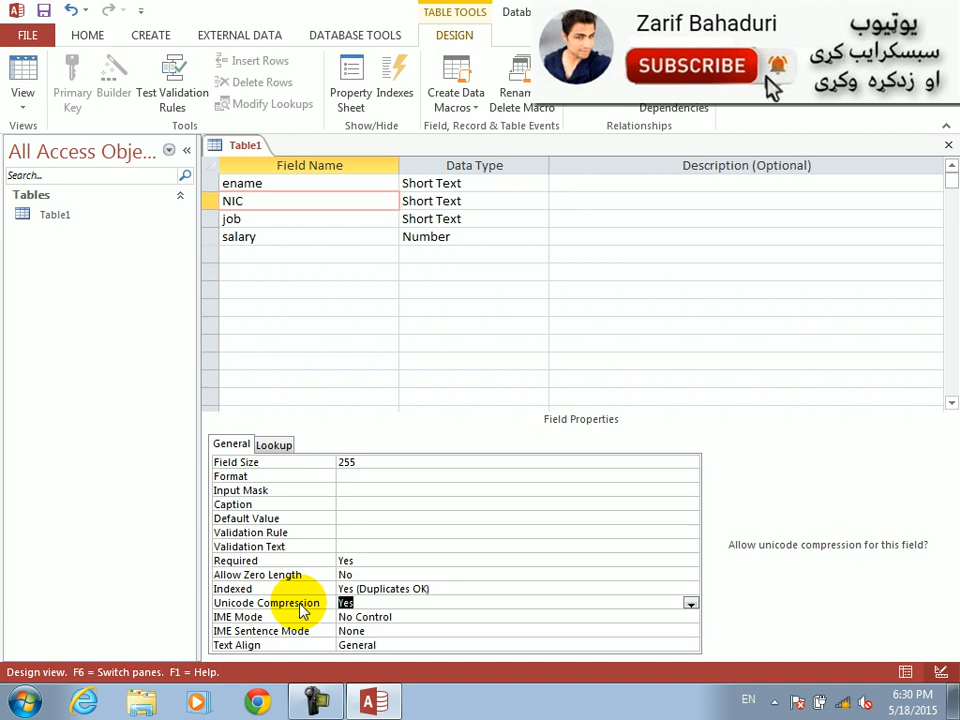 TABLE TOOLS
Datab
FILE
HOME
CREATE
EXTERNAL DATA
DATABASE TOOLS
DESIGN
Zarif Bahaduri
SUBSCRIBE
یوټیوب
سبسکرایب کړی
او زدکړه وکړی
View
Primary
Key
Builder
Test Validation
Rules
Insert Rows
Delete Rows
Modify Lookups
Property
Sheet
Indexes
Create Data
Macros
Renam
Delete Macro
Dependencies
Views
Tools
Show/Hide
Field, Record & Table Events
Relationships
All Access Obje...
Search...
Tables
Table1
Table1
Field Name
Data Type
Description (Optional)
ename
Short Text
NIC
Short Text
job
Short Text
salary
Number
Field Properties
General
Lookup
Field Size
255
Format
Input Mask
Caption
Default Value
Validation Rule
Validation Text
Required
Yes
Allow Zero Length
No
Indexed
Yes (Duplicates OK)
Unicode Compression
Yes
IME Mode
No Control
IME Sentence Mode
None
Text Align
General
Allow unicode compression for this field?
Design view. F6 = Switch panes. F1 = Help.
EN
6:30 PM
5/18/2015